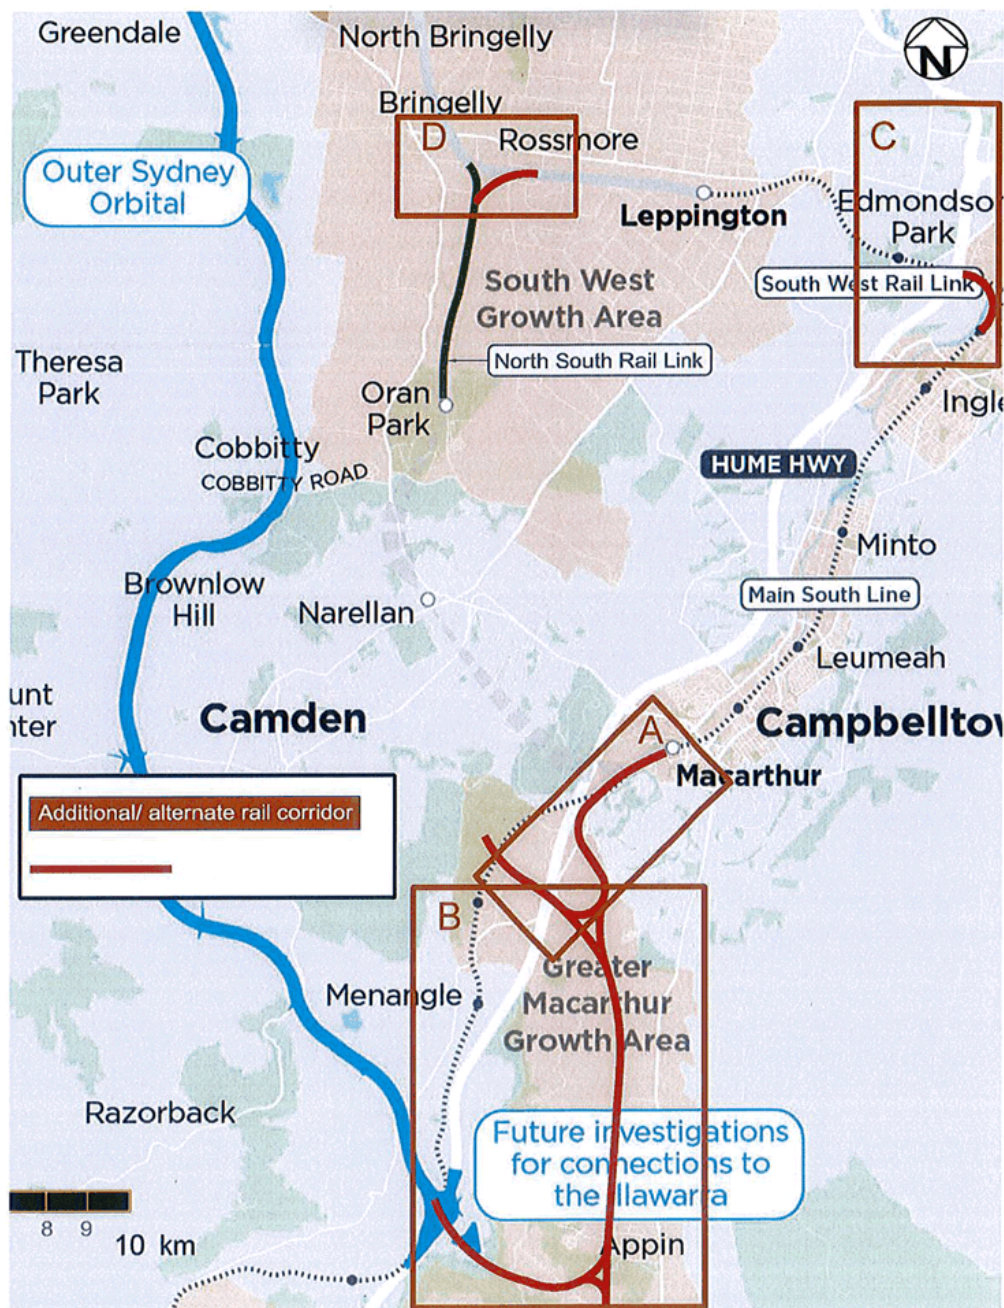 Greendale
North Bringelly
N
Bringelly
D
Rossmore
C
Outer Sydney
Orbital
Leppington
Edmondso
Park
South West Rail Link
South West
Growth Area
North South Rail Link
Theresa
Park
Oran
Park
Ingle
Cobbitty
COBBITTY ROAD
HUME HWY
Minto
Brownlow
Hill
Narellan
Main South Line
Leumeah
unt
nter
Camden
Campbelltow
A
Macarthur
Additional/ alternate rail corridor
B
Greater
Macarthur
Growth Area
Menangle
Razorback
Future investigations
for connections to
the Illawarra
8 9
10 km
Appin